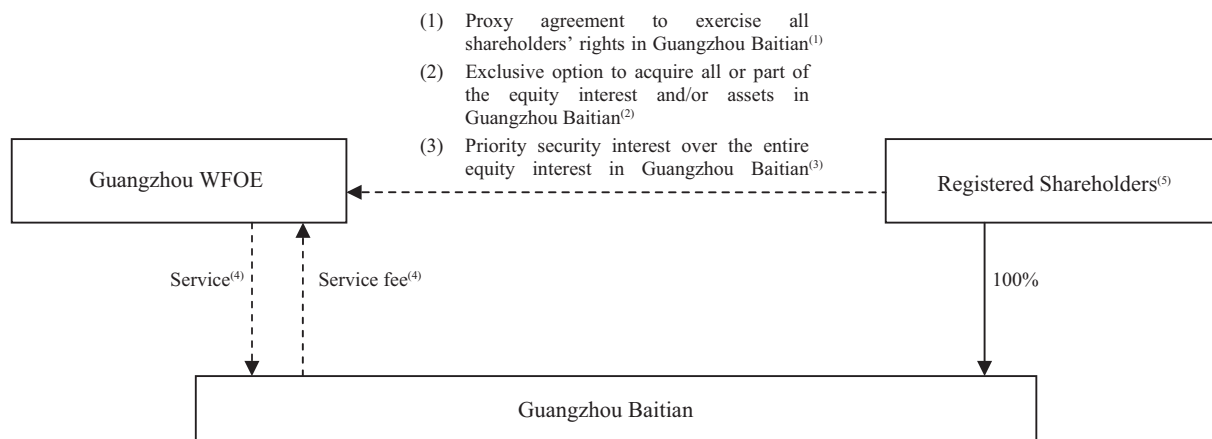 (1) Proxy agreement to exercise all
shareholders’ rights in Guangzhou Baitian(1)
(2) Exclusive option to acquire all or part of
the equity interest and/or assets in
Guangzhou Baitian(2)
(3) Priority security interest over the entire
equity interest in Guangzhou Baitian(3)
Guangzhou WFOE
Registered Shareholders(5)
Service(4)
Service fee(4)
100%
Guangzhou Baitian